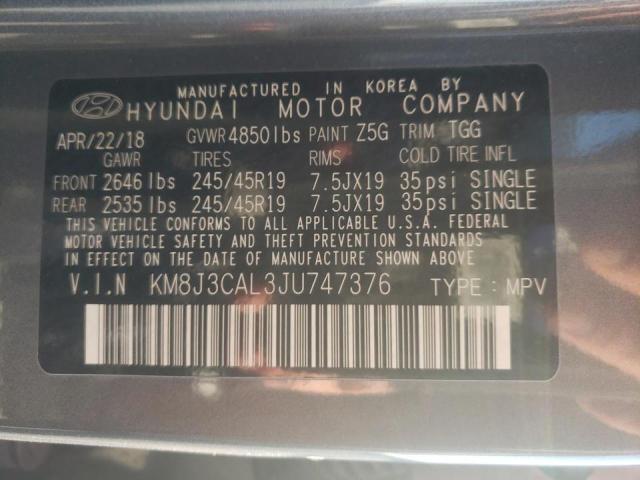 MANUFACTURED IN KOREA BY
HYUNDAI MOTOR COMPANY
APR/22/18 GVWR 4850lbs PAINT Z5G TRIM TGG
GAWR TIRES RIMS COLD TIRE INFL
FRONT 2646 lbs 245/45R19 7.5JX19 35psi SINGLE
REAR 2535 lbs 245/45R19 7.5JX19 35psi SINGLE
THIS VEHICLE CONFORMS TO ALL APPLICABLE U.S.A. FEDERAL
MOTOR VEHICLE SAFETY AND THEFT PREVENTION STANDARDS
IN EFFECT ON THE DATE OF MANUFACTURE SHOWN ABOVE
V.I.N KM8J3CAL3JU747376 TYPE : MPV